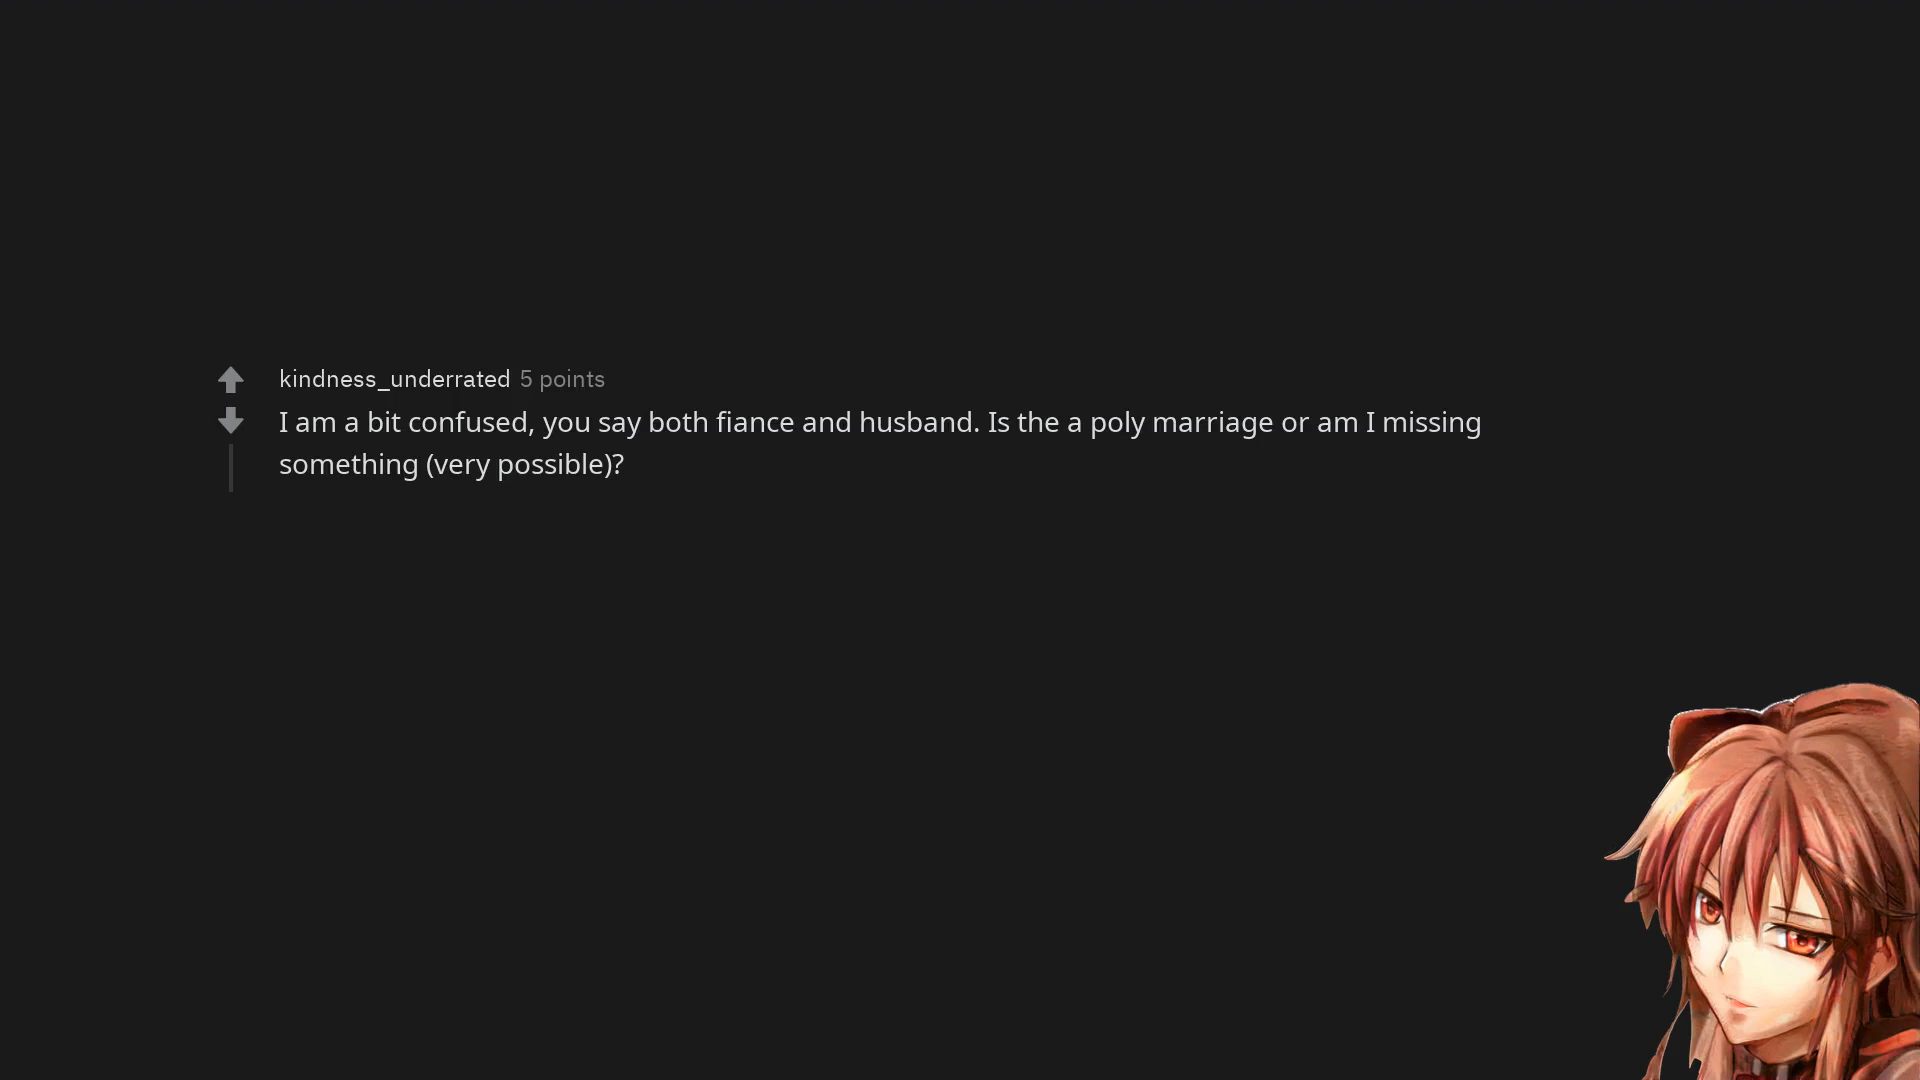 kindness_underrated 5 points
I am a bit confused, you say both fiance and husband. Is the a poly marriage or am I missing
something (very possible)?